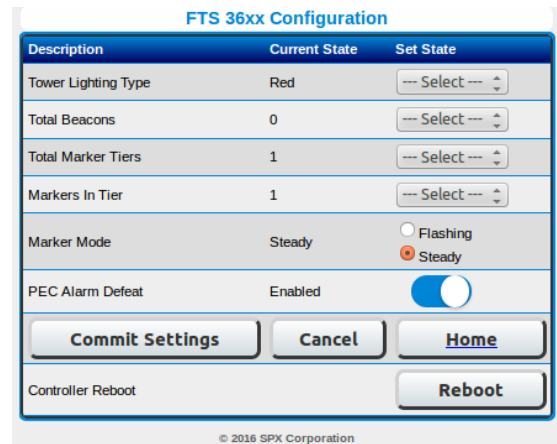 FTS 36xx Configuration
Description Current State Set State
Tower Lighting Type Red --- Select ---
Total Beacons 0 --- Select ---
Total Marker Tiers 1 --- Select ---
Markers In Tier 1 --- Select ---
Marker Mode Steady Flashing
Steady
PEC Alarm Defeat Enabled
Commit Settings Cancel Home
Controller Reboot Reboot
© 2016 SPX Corporation